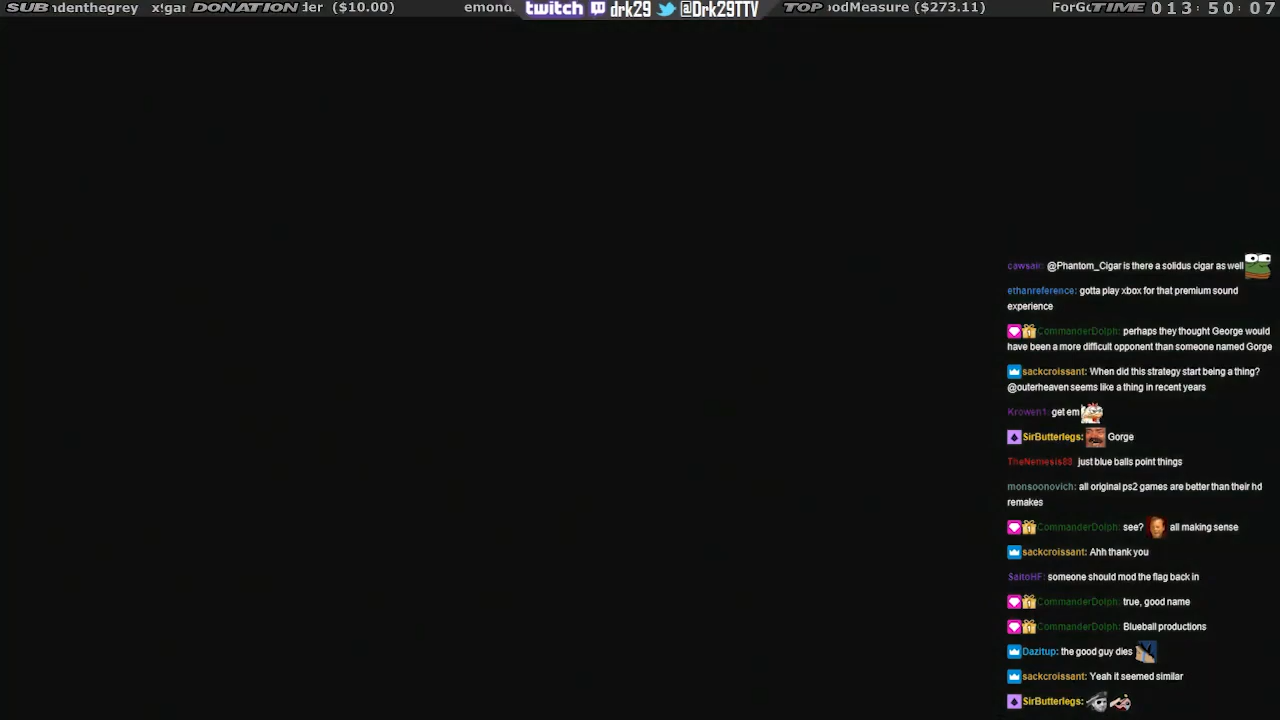 SUB denthegrey x!gar DONATION der ($10.00) emond twitch drk29 @Drk29TTV TOP odMeasure ($273.11) ForGo TIME 013:50:07
cawsain: @Phantom_Cigar is there a solidus cigar as well
ethanreference: gotta play xbox for that premium sound
experience
CommanderDolph: perhaps they thought George would
have been a more difficult opponent than someone named Gorge
sackcroissant: When did this strategy start being a thing?
@outerheaven seems like a thing in recent years
Krowen1: get em
SirButterlegs: Gorge
TheNemesis83: just blue balls point things
monsoonovich: all original ps2 games are better than their hd
remakes
CommanderDolph: see? all making sense
sackcroissant: Ahh thank you
SaitoHF: someone should mod the flag back in
CommanderDolph: true, good name
CommanderDolph: Blueball productions
Dazitup: the good guy dies
sackcroissant: Yeah it seemed similar
SirButterlegs: